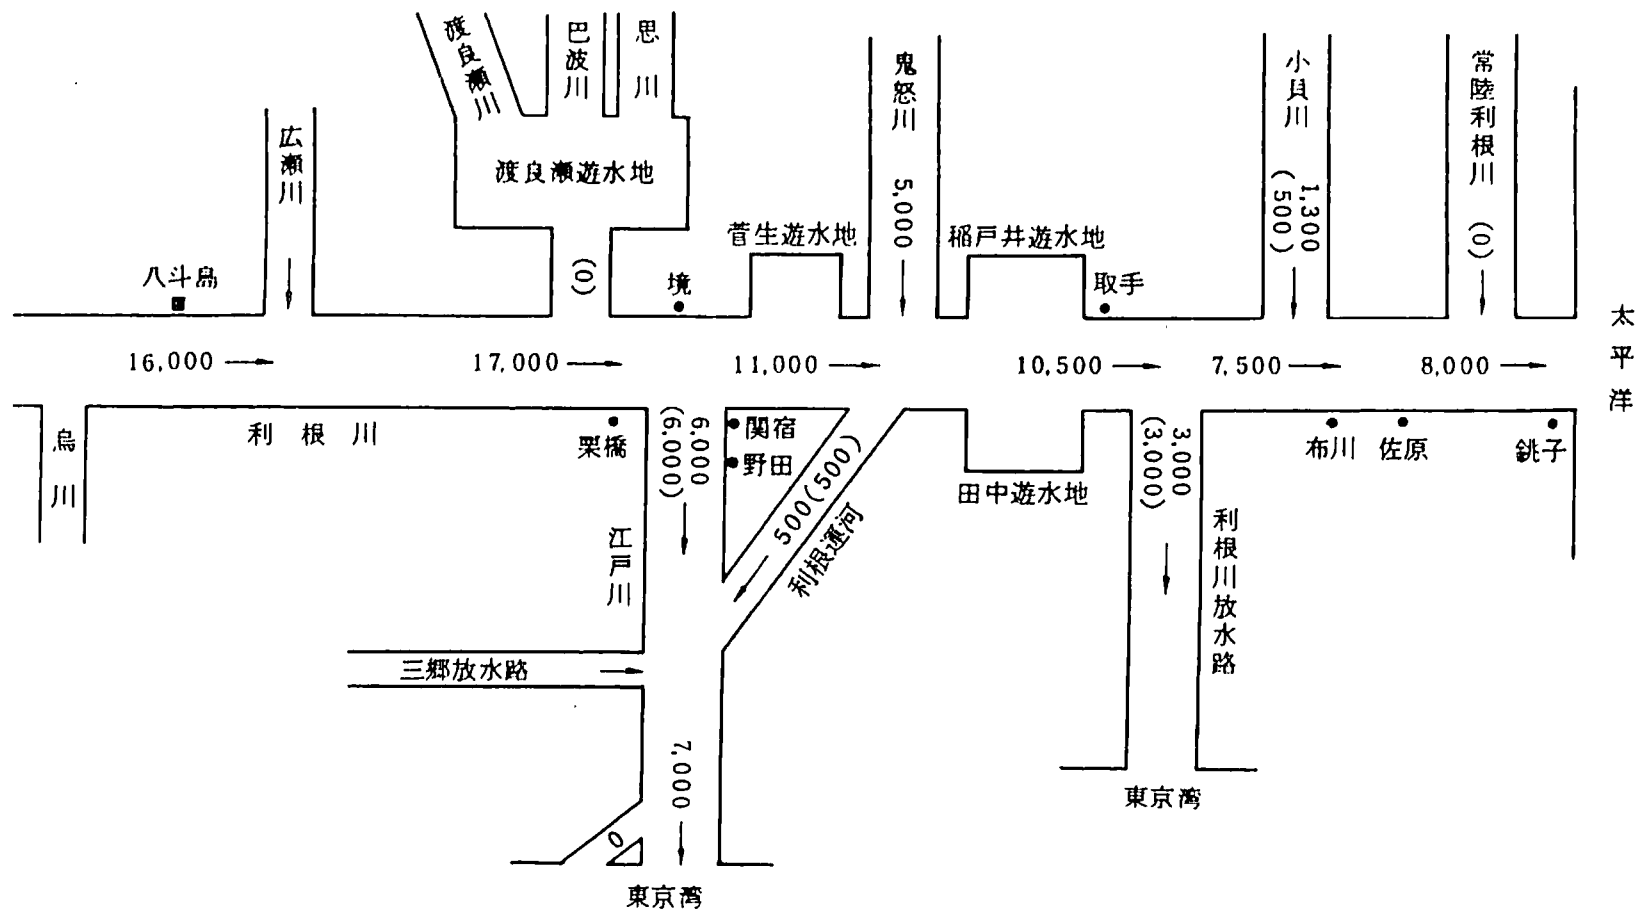 渡良瀬川
巴波川
思川
鬼怒川 5,000
小貝川 1,300
(500)
常陸利根川 (0)
広瀬川
渡良瀬遊水地
(0)
菅生遊水地
稲戸井遊水地
八斗島
境
取手
太平洋
16,000
17,000
11,000
10,500
7,500
8,000
烏川
利根川
栗橋
6,000
(6,000)
関宿
野田
500(500)
利根運河
田中遊水地
3,000
(3,000)
布川
佐原
銚子
江戸川
利根川放水路
三郷放水路
7,000
0
東京湾
東京湾